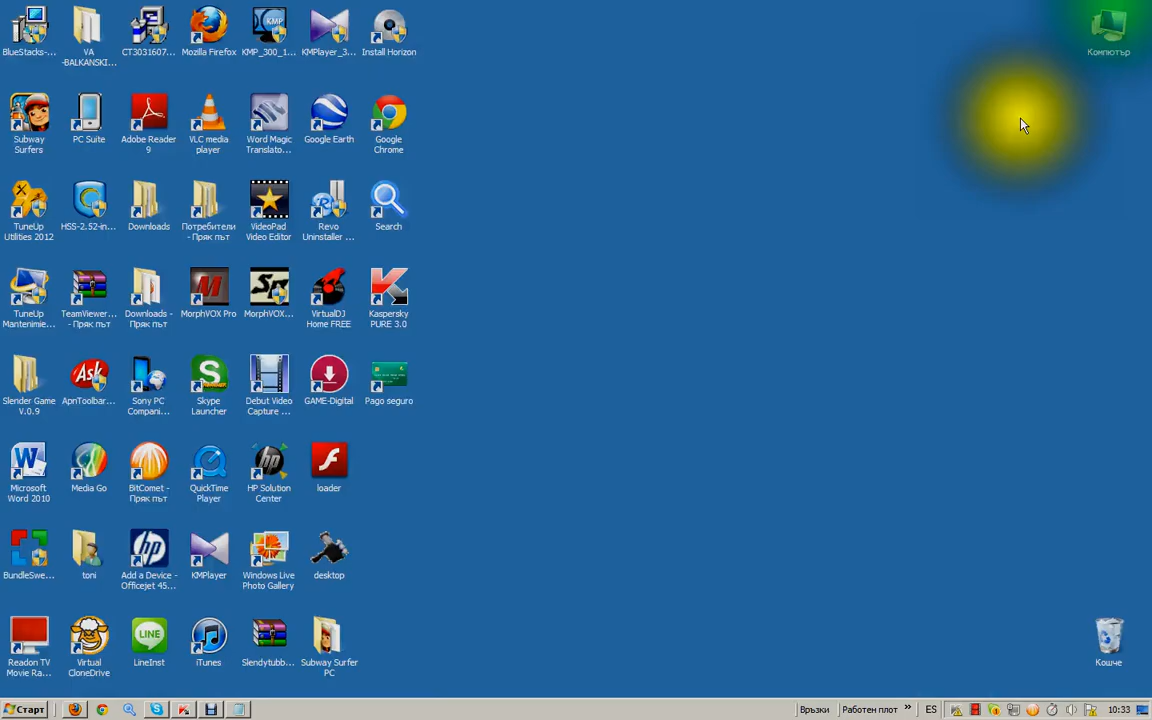 BlueStacks-...
VA
-BALKANSKI...
CT3031607...
Mozilla Firefox
KMP_300_1...
KMPlayer_3...
Install Horizon
Компютър
Subway
Surfers
PC Suite
Adobe Reader
9
VLC media
player
Word Magic
Translato...
Google Earth
Google
Chrome
TuneUp
Utilities 2012
HSS-2.52-in...
Downloads
Потребители
- Пряк път
VideoPad
Video Editor
Revo
Uninstaller ...
Search
TuneUp
Mantenimie...
TeamViewer...
- Пряк път
Downloads -
Пряк път
MorphVOX Pro
MorphVOX...
VirtualDJ
Home FREE
Kaspersky
PURE 3.0
Slender Game
V.0.9
ApnToolbar...
Sony PC
Compani...
Skype
Launcher
Debut Video
Capture ...
GAME-Digital
Pago seguro
Microsoft
Word 2010
Media Go
BitComet -
Пряк път
QuickTime
Player
HP Solution
Center
loader
BundleSwe...
toni
Add a Device -
Officejet 45...
KMPlayer
Windows Live
Photo Gallery
desktop
Readon TV
Movie Ra...
Virtual
CloneDrive
LineInst
iTunes
Slendytubb...
Subway Surfer
PC
Кошче
Старт
Връзки
Работен плот
»
ES
10:33